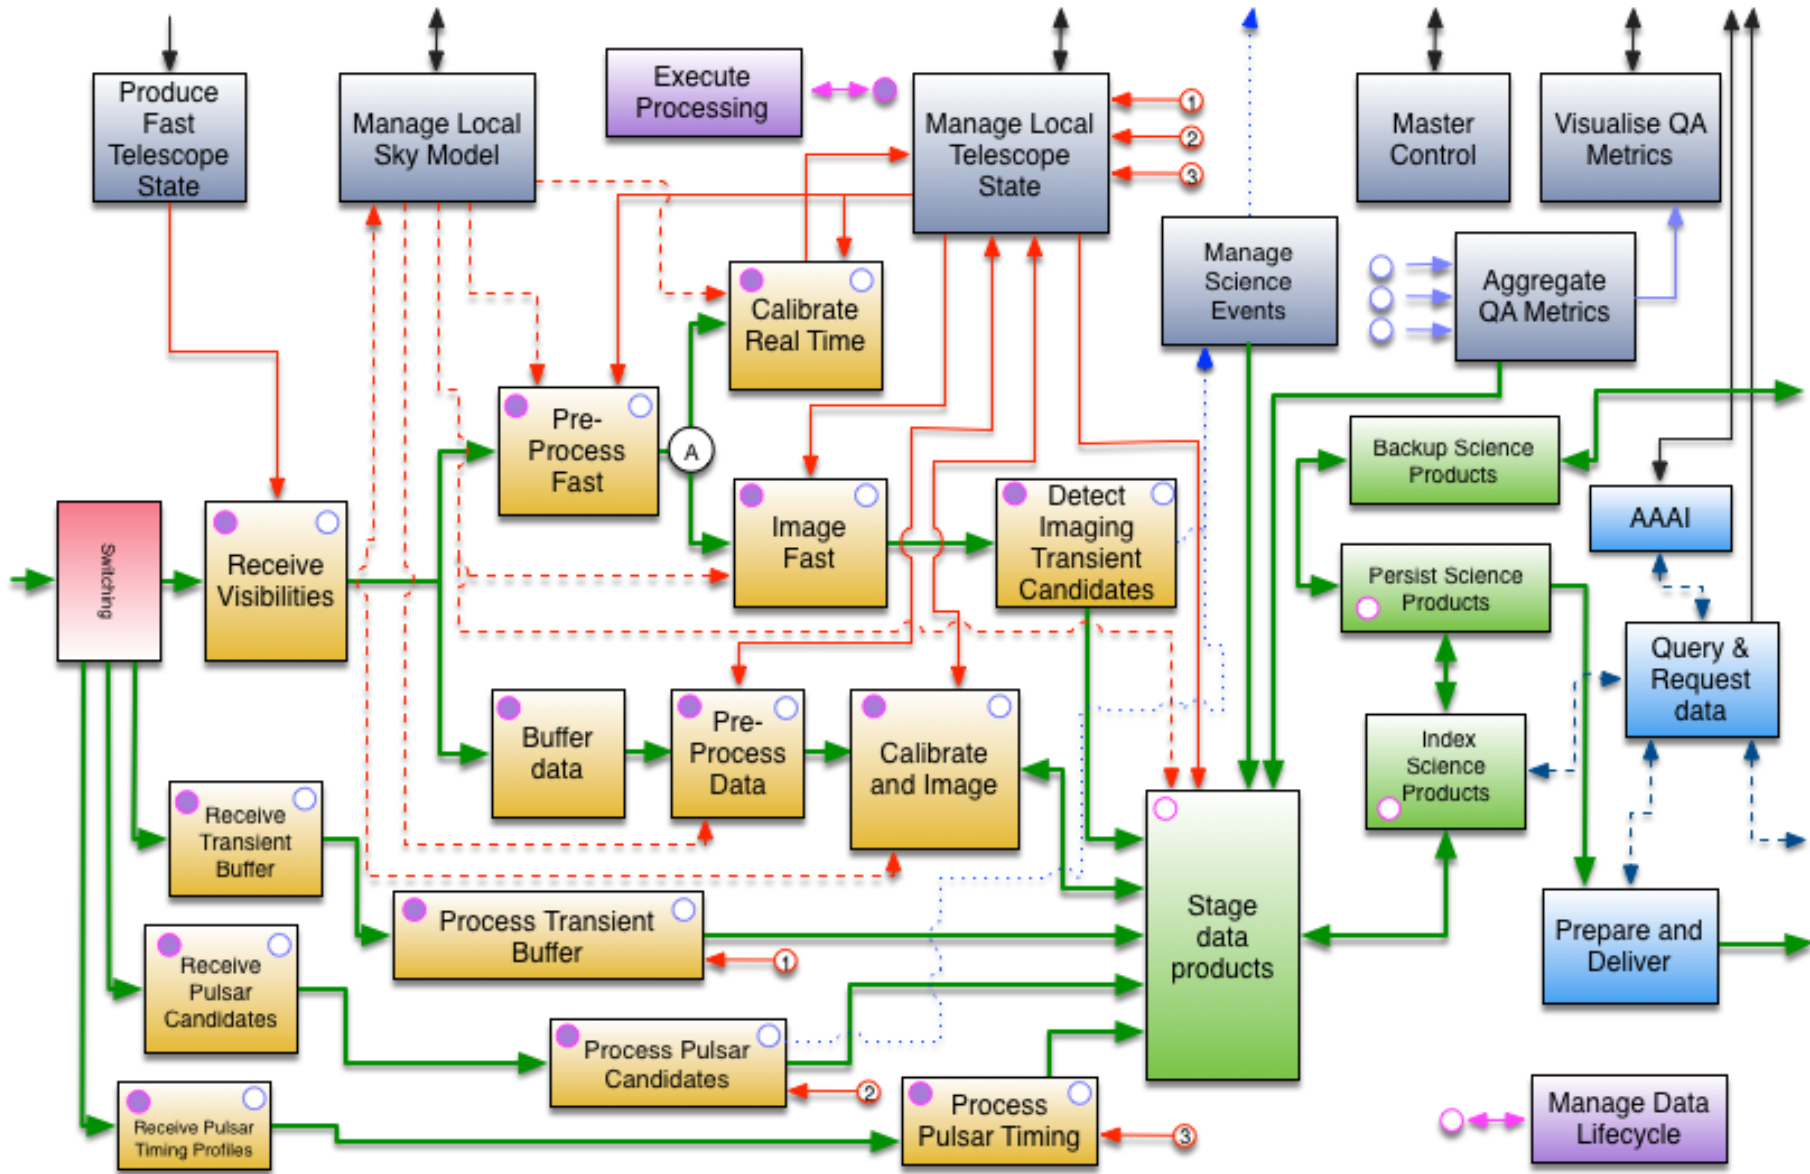 Produce
Fast
Telescope
State
Manage Local
Sky Model
Execute
Processing
Manage Local
Telescope
State
1
2
3
Master
Control
Visualise QA
Metrics
Manage
Science
Events
Aggregate
QA Metrics
Calibrate
Real Time
Pre-
Process
Fast
A
Backup Science
Products
AAAI
Switching
Receive
Visibilities
Image
Fast
Detect
Imaging
Transient
Candidates
Persist Science
Products
Query &
Request
data
Buffer
data
Pre-
Process
Data
Calibrate
and Image
Index
Science
Products
Receive
Transient
Buffer
Process Transient
Buffer
1
Stage
data
products
Prepare and
Deliver
Receive
Pulsar
Candidates
Process Pulsar
Candidates
2
Receive Pulsar
Timing Profiles
Process
Pulsar Timing
3
Manage Data
Lifecycle